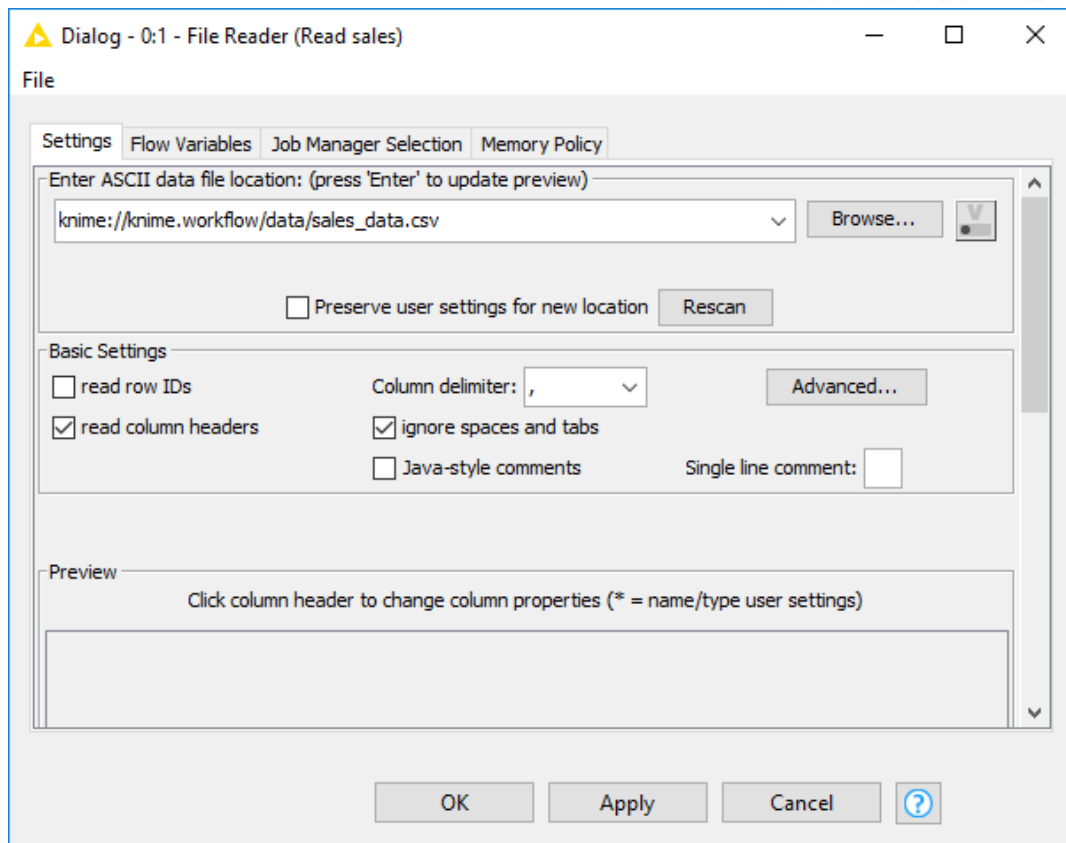 Dialog - 0:1 - File Reader (Read sales)
File
Settings Flow Variables Job Manager Selection Memory Policy
Enter ASCII data file location: (press 'Enter' to update preview)
knime://knime.workflow/data/sales_data.csv Browse... V
Preserve user settings for new location Rescan
Basic Settings
read row IDs Column delimiter: , Advanced...
read column headers ignore spaces and tabs
Java-style comments Single line comment:
Preview
Click column header to change column properties (* = name/type user settings)
OK Apply Cancel ?